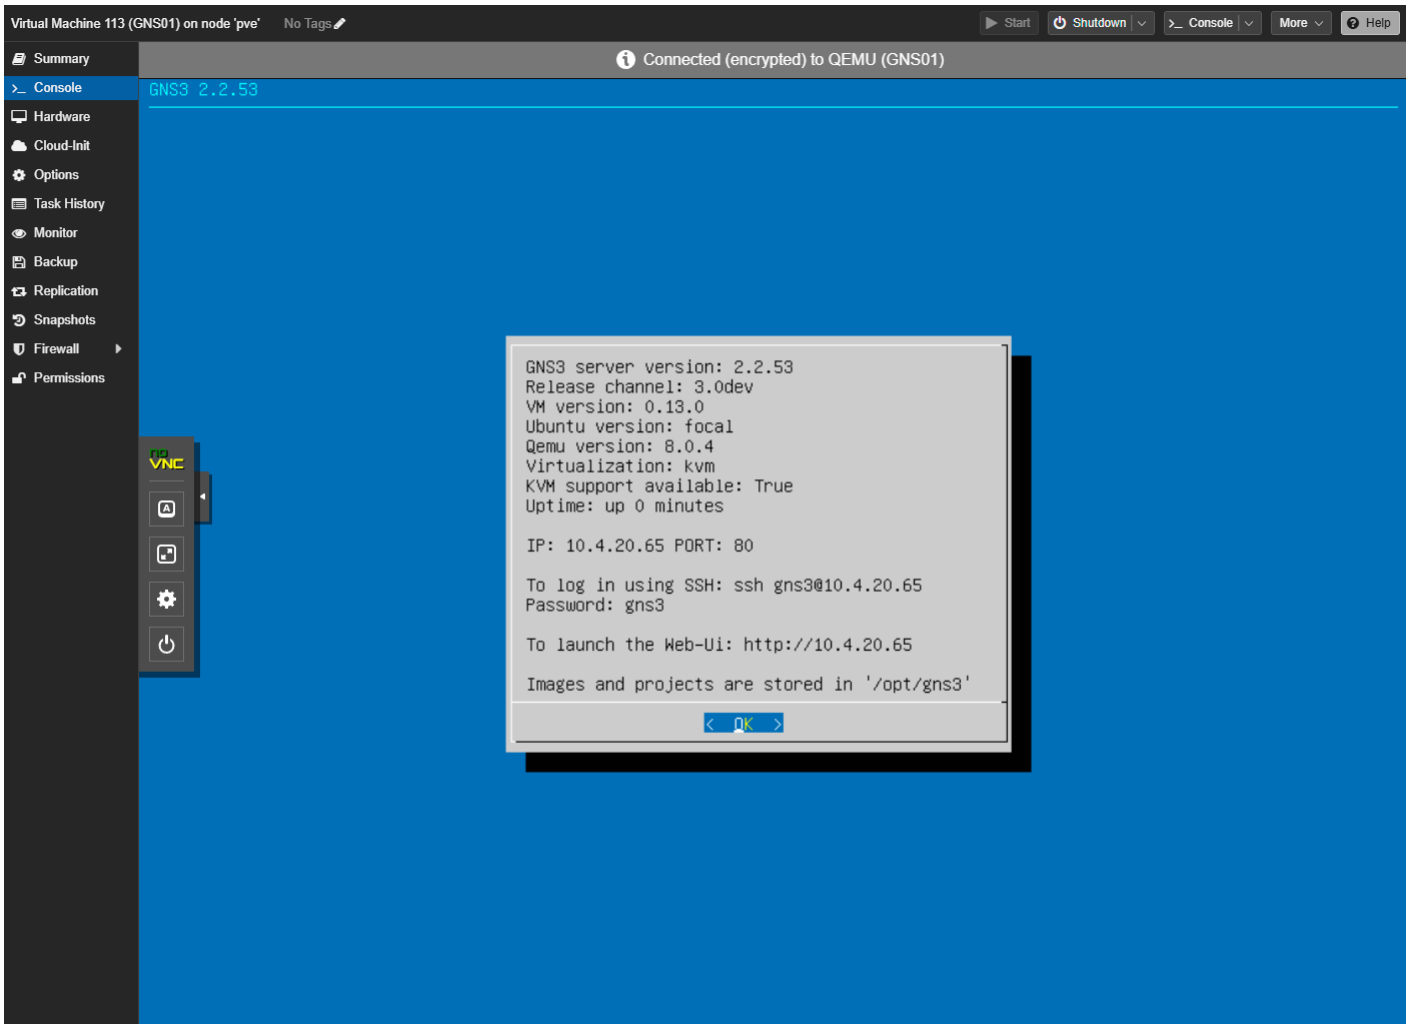 Virtual Machine 113 (GNS01) on node 'pve' No Tags Start Shutdown Console More Help
Summary
Connected (encrypted) to QEMU (GNS01)
Console
GNS3 2.2.53
Hardware
Cloud-Init
Options
Task History
Monitor
Backup
Replication
Snapshots
Firewall
Permissions
GNS3 server version: 2.2.53
Release channel: 3.0dev
VM version: 0.13.0
Ubuntu version: focal
Qemu version: 8.0.4
Virtualization: kvm
KVM support available: True
Uptime: up 0 minutes
IP: 10.4.20.65 PORT: 80
To log in using SSH: ssh gns3@10.4.20.65
Password: gns3
To launch the Web-Ui: http://10.4.20.65
Images and projects are stored in '/opt/gns3'
< OK >
no
VNC
A